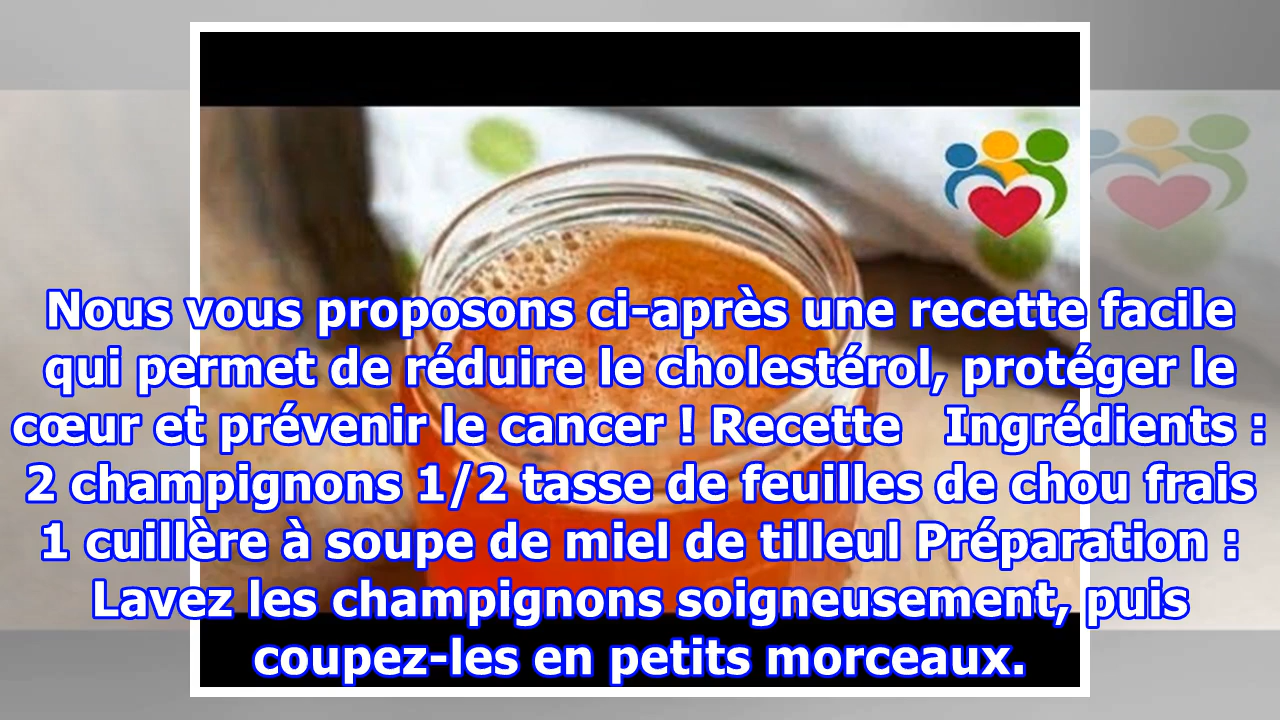 Nous vous proposons ci-après une recette facile
qui permet de réduire le cholestérol, protéger le
cœur et prévenir le cancer ! Recette   Ingrédients :
2 champignons 1/2 tasse de feuilles de chou frais
1 cuillère à soupe de miel de tilleul Préparation :
Lavez les champignons soigneusement, puis
coupez-les en petits morceaux.